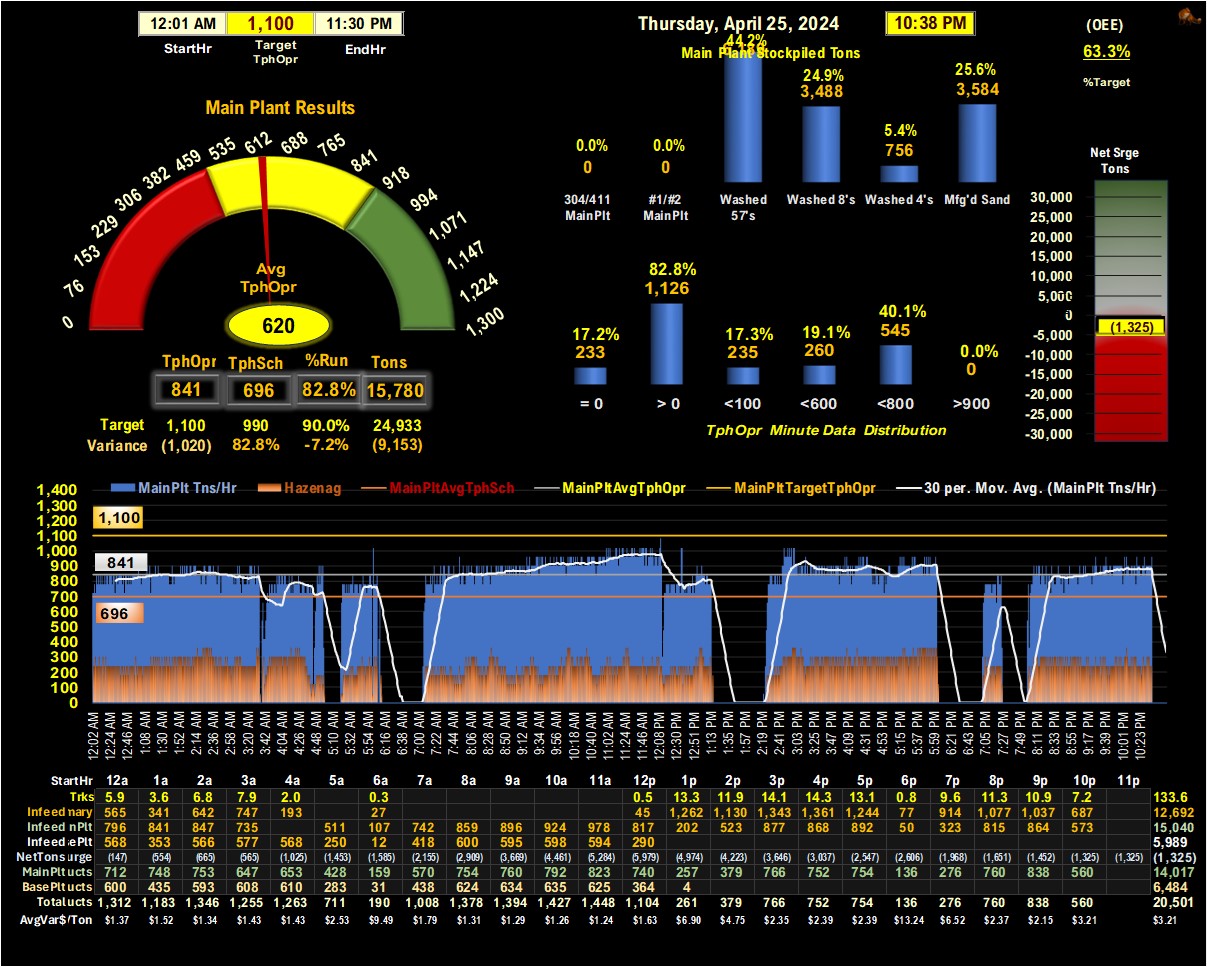 12:01 AM 1,100 11:30 PM
StartHr Target TphOpr EndHr
Thursday, April 25, 2024 10:38 PM
(OEE)
63.3%
%Target
Main Plant Stockpiled Tons
0.0% 0.0% 44.2% 24.9% 5.4% 25.6%
0 0 3,488 756 3,584
304/411 MainPlt #1/#2 MainPlt Washed 57's Washed 8's Washed 4's Mfg'd Sand
Main Plant Results
0 76 153 229 306 382 459 535 612 688 765 841 918 994 1,071 1,147 1,224 1,300
Avg
TphOpr
620
TphOpr TphSch %Run Tons
841 696 82.8% 15,780
Target 1,100 990 90.0% 24,933
Variance (1,020) 82.8% -7.2% (9,153)
17.2% 82.8% 17.3% 19.1% 40.1% 0.0%
233 1,126 235 260 545 0
= 0 > 0 <100 <600 <800 >900
TphOpr Minute Data Distribution
Net Srge
Tons
30,000
25,000
20,000
15,000
10,000
5,000
0
(1,325)
-5,000
-10,000
-15,000
-20,000
-25,000
-30,000
MainPlt Tns/Hr Hazenag MainPltAvgTphSch MainPltAvgTphOpr MainPltTargetTphOpr 30 per. Mov. Avg. (MainPlt Tns/Hr)
1,400
1,300
1,200
1,100
1,000
900
800
700
600
500
400
300
200
100
0
1,100
841
696
12:02 AM 12:24 AM 12:46 AM 1:08 AM 1:30 AM 1:52 AM 2:14 AM 2:36 AM 2:58 AM 3:20 AM 3:42 AM 4:04 AM 4:26 AM 4:48 AM 5:10 AM 5:32 AM 5:54 AM 6:16 AM 6:38 AM 7:00 AM 7:22 AM 7:44 AM 8:06 AM 8:28 AM 8:50 AM 9:12 AM 9:34 AM 9:56 AM 10:18 AM 10:40 AM 11:02 AM 11:24 AM 11:46 AM 12:08 PM 12:30 PM 12:51 PM 1:13 PM 1:35 PM 1:57 PM 2:19 PM 2:41 PM 3:03 PM 3:25 PM 3:47 PM 4:09 PM 4:31 PM 4:53 PM 5:15 PM 5:37 PM 5:59 PM 6:21 PM 6:43 PM 7:05 PM 7:27 PM 7:49 PM 8:11 PM 8:33 PM 8:55 PM 9:17 PM 9:39 PM 10:01 PM 10:23 PM
StartHr 12a 1a 2a 3a 4a 5a 6a 7a 8a 9a 10a 11a 12p 1p 2p 3p 4p 5p 6p 7p 8p 9p 10p 11p
Trks 5.9 3.6 6.8 7.9 2.0 0.3 0.5 13.3 11.9 14.1 14.3 13.1 0.8 9.6 11.3 10.9 7.2 133.6
Infeed mary 565 341 642 747 193 27 45 1,262 1,130 1,343 1,361 1,244 77 914 1,077 1,037 687 12,692
Infeed nPlt 796 841 847 735 511 107 742 859 896 924 978 817 202 523 877 868 892 50 323 815 864 573 15,040
Infeed ePlt 568 353 566 577 568 250 12 418 600 595 598 594 290 5,989
NetTons urge (147) (554) (665) (565) (1,025) (1,453) (1,585) (2,155) (2,909) (3,669) (4,461) (5,284) (5,979) (4,974) (4,223) (3,646) (3,037) (2,547) (2,606) (1,968) (1,651) (1,452) (1,325) (1,325) (1,325)
MainPlt ucts 712 748 753 647 653 428 159 570 754 760 792 823 740 257 379 766 752 754 136 276 760 838 560 14,017
BasePlt ucts 600 435 593 608 610 283 31 438 624 634 635 625 364 4 6,484
Total ucts 1,312 1,183 1,346 1,255 1,263 711 190 1,008 1,378 1,394 1,427 1,448 1,104 261 379 766 752 754 136 276 760 838 560 20,501
AvgVar$/Ton $1.37 $1.52 $1.34 $1.43 $1.43 $2.53 $9.49 $1.79 $1.31 $1.29 $1.26 $1.24 $1.63 $6.90 $4.75 $2.35 $2.39 $2.39 $13.24 $6.52 $2.37 $2.15 $3.21 $3.21